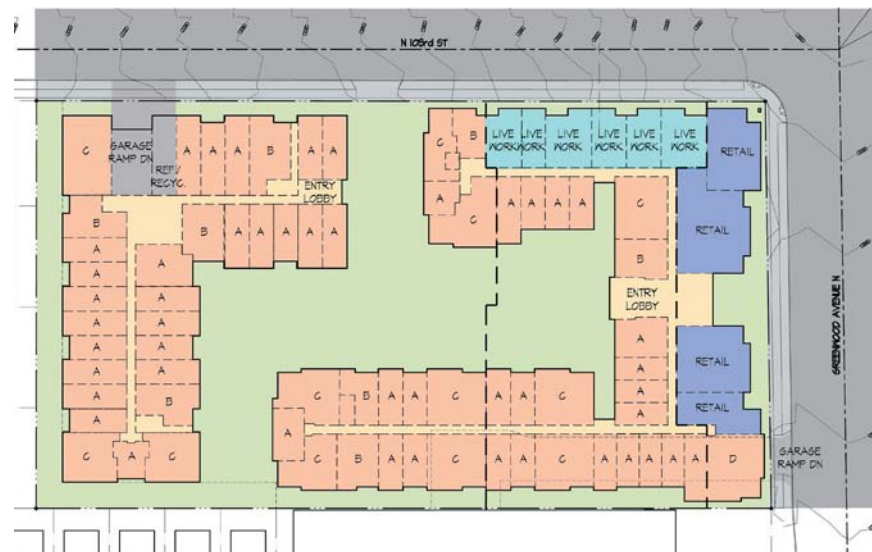 N 103rd ST
C
GARAGE
RAMP DN
REF/
RECYC.
A A A B A A
ENTRY
LOBBY
B A A A A A
B
A
A
A
A
A
A
A
A
A
A
A
A
A
B
C A C
C B
A
C
A A A A
LIVE
WORK
LIVE
WORK
LIVE
WORK
LIVE
WORK
LIVE
WORK
LIVE
WORK
RETAIL
RETAIL
C
B
ENTRY
LOBBY
A
A
A
A
RETAIL
RETAIL
C B A A C A A C
A
C B A A C A A C A A A A A D
GARAGE
RAMP DN
GREENWOOD AVENUE N